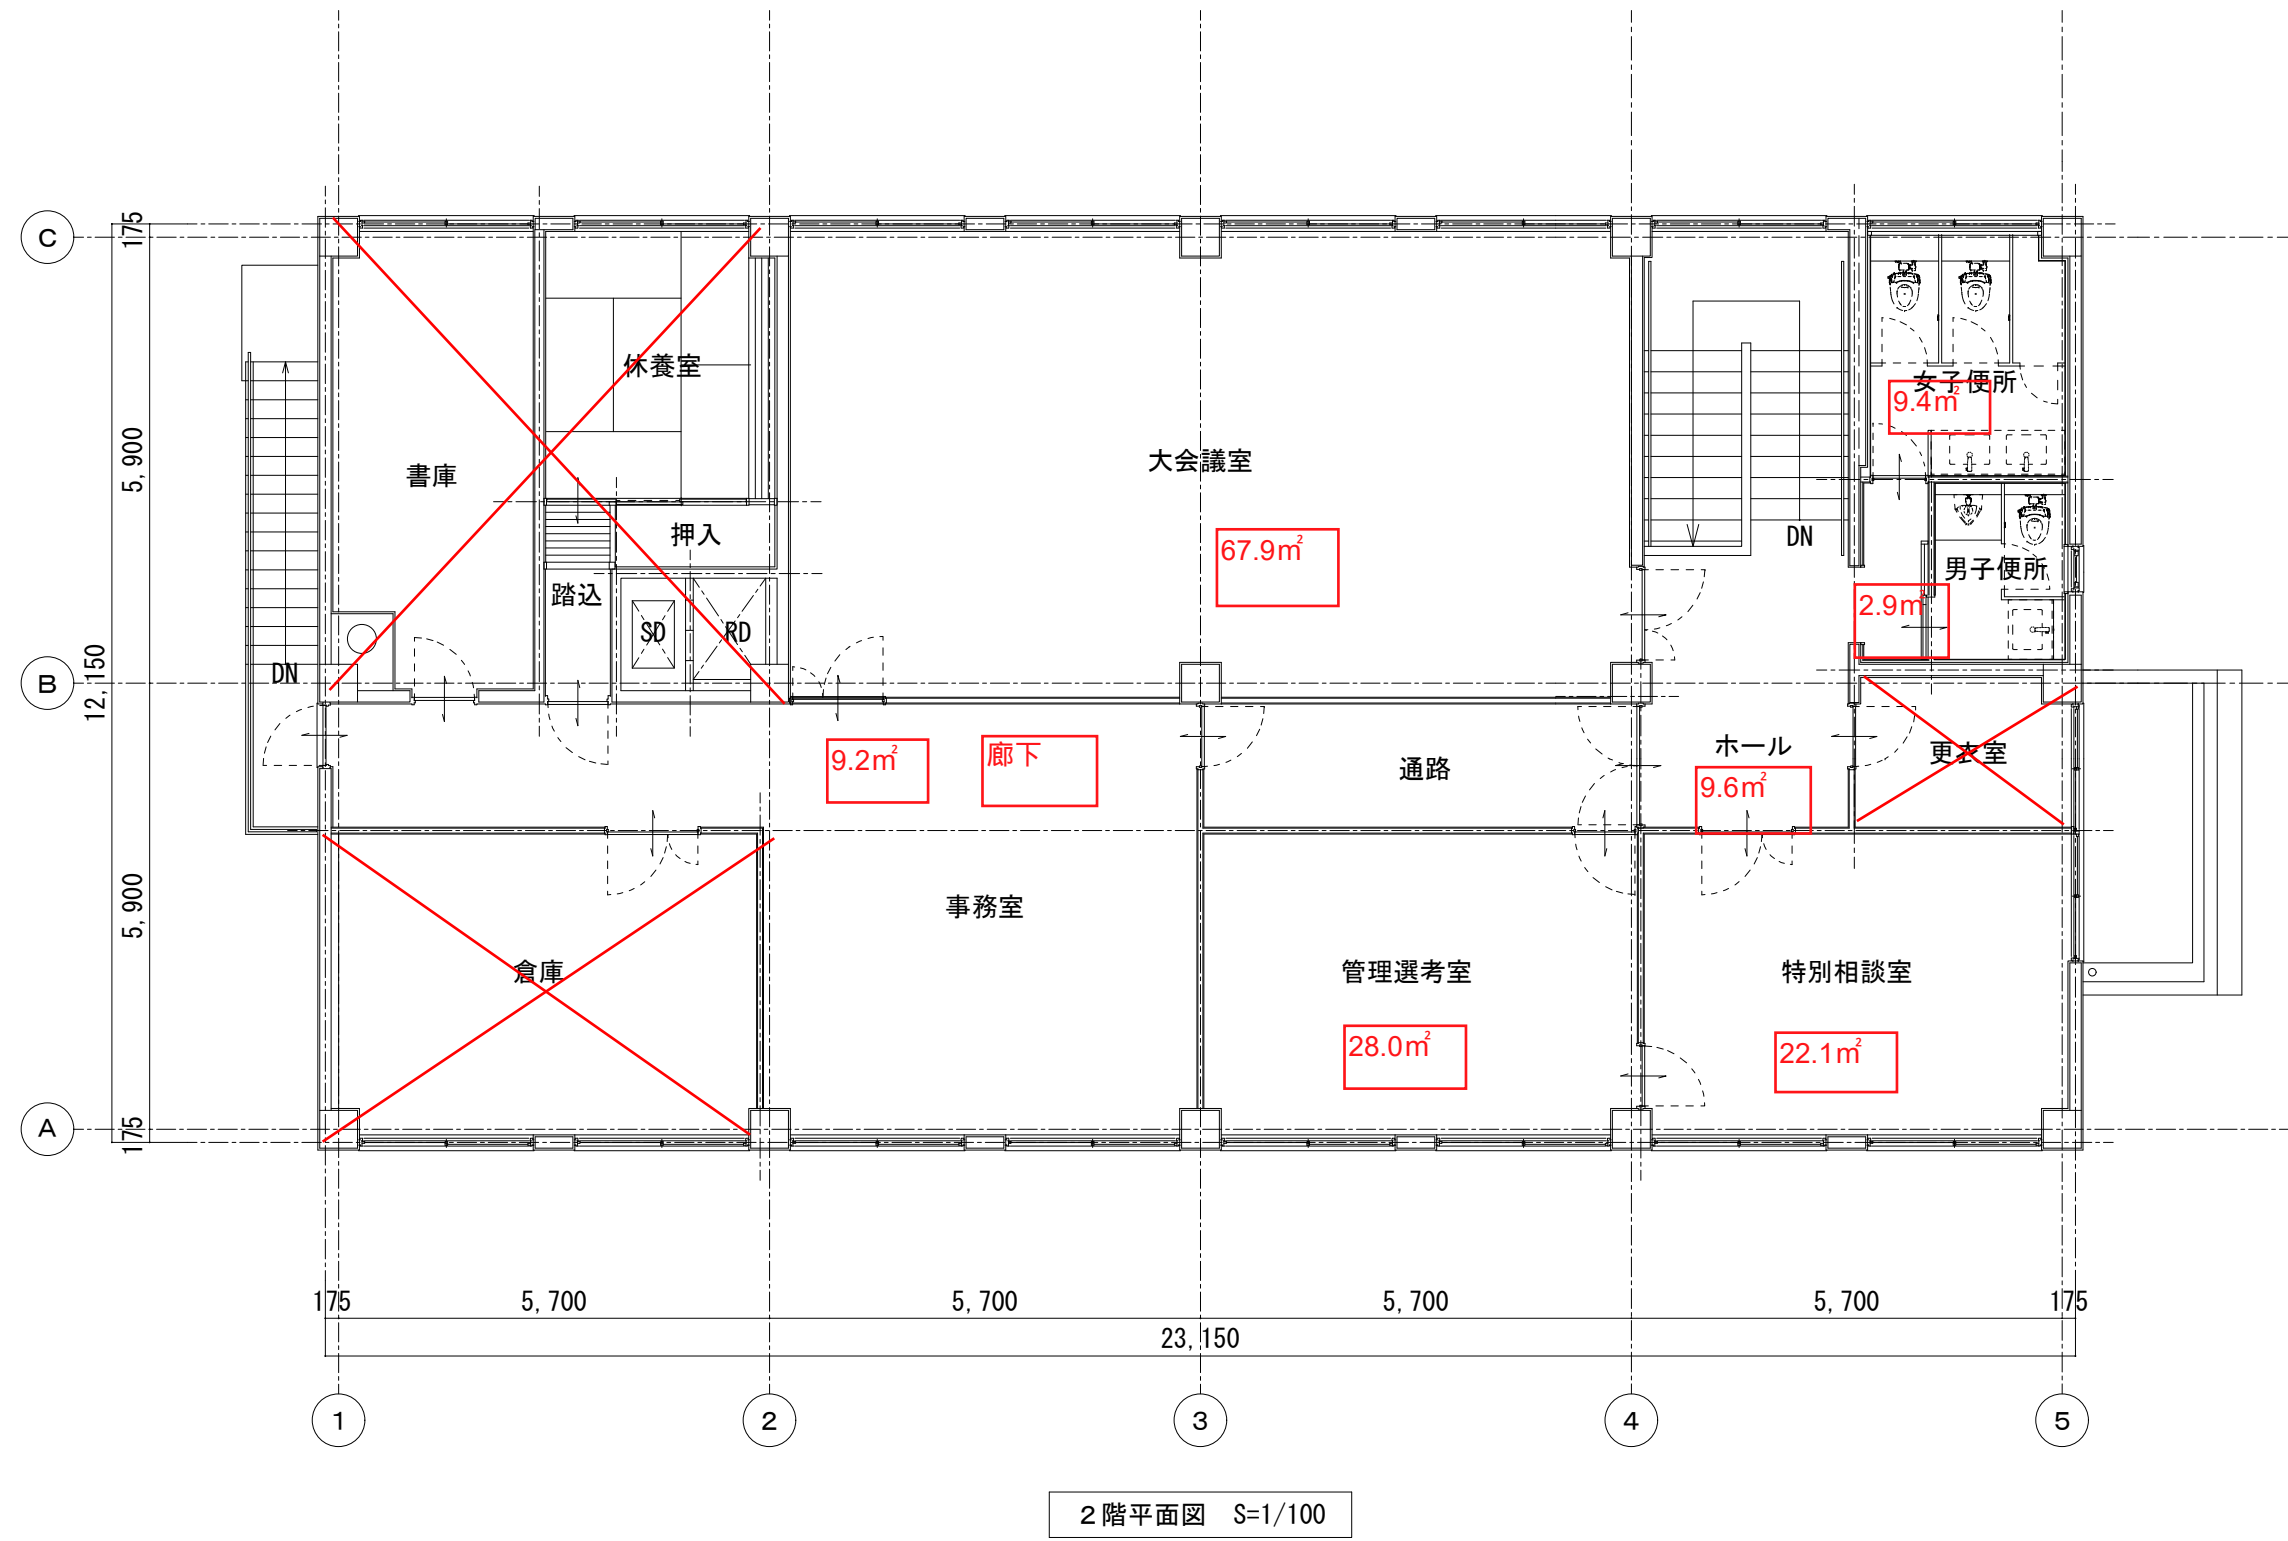 C
175
休養室
女子便所
9.4㎡
5,900
大会議室
書庫
押入
67.9㎡
DN
男子便所
踏込
2.9㎡
SD
RD
DN
B
12,150
9.2㎡
廊下
通路
ホール
更衣室
9.6㎡
5,900
事務室
倉庫
管理選考室
特別相談室
28.0㎡
22.1㎡
A
175
175
5,700
5,700
5,700
5,700
175
23,150
1
2
3
4
5
２階平面図　S=1/100